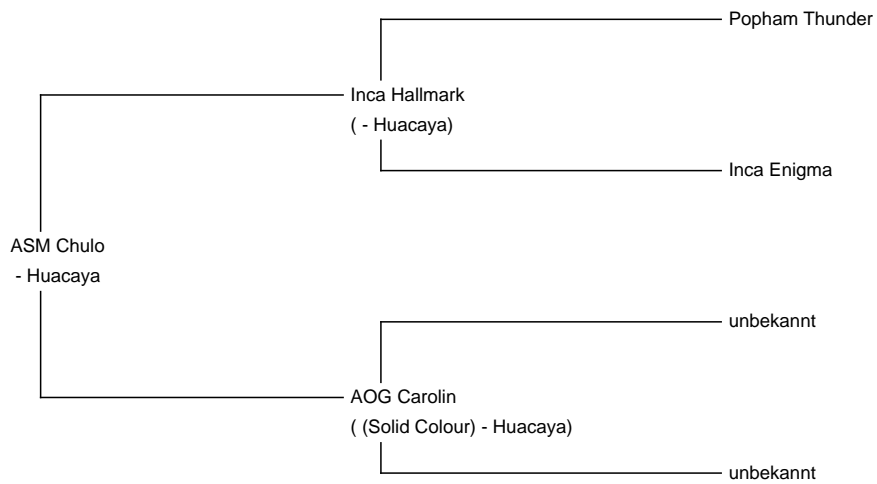 Popham Thunder
Inca Hallmark
( - Huacaya)
Inca Enigma
ASM Chulo
- Huacaya
unbekannt
AOG Carolin
( (Solid Colour) - Huacaya)
unbekannt